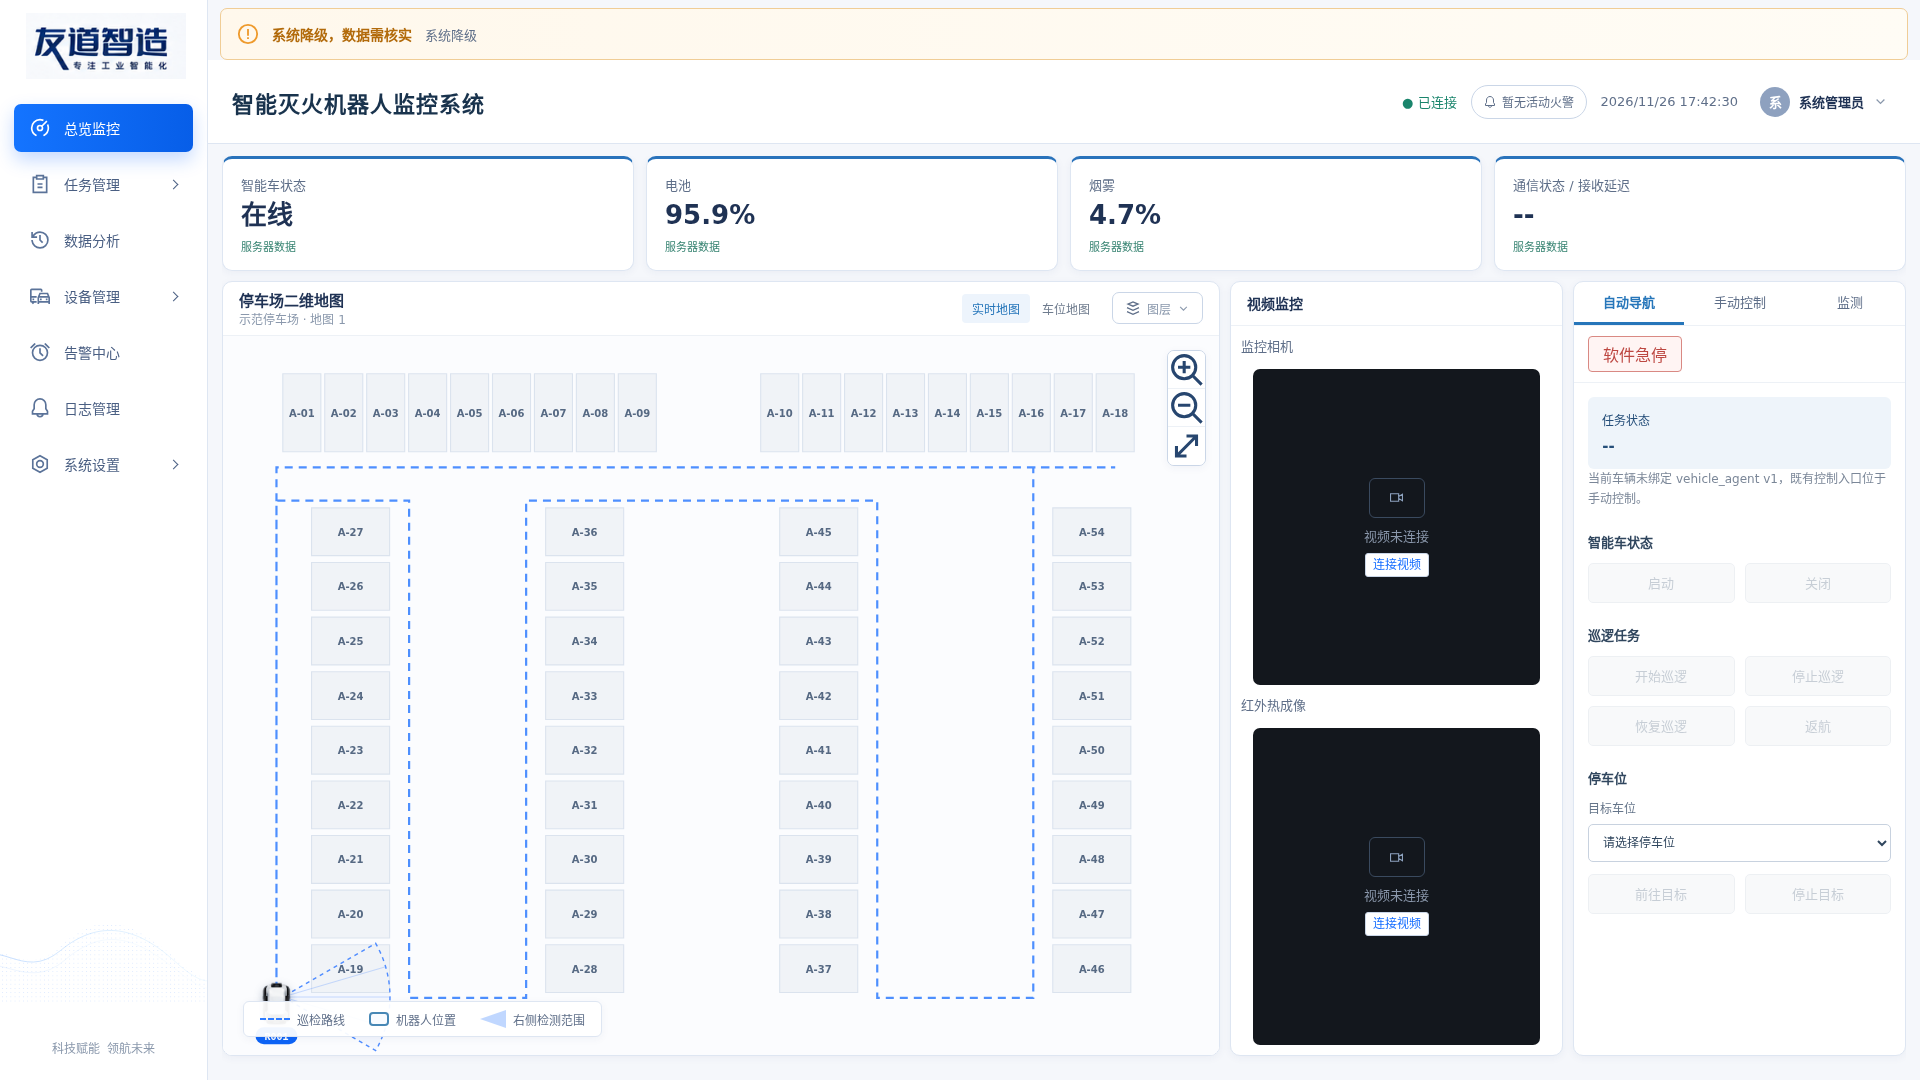 友道智造
专注工业智能化
总览监控
任务管理
数据分析
设备管理
告警中心
日志管理
系统设置
科技赋能 领航未来
系统降级，数据需核实 系统降级
智能灭火机器人监控系统
已连接
暂无活动火警
2026/11/26 17:42:30
系
系统管理员
智能车状态
在线
服务器数据
电池
95.9%
服务器数据
烟雾
4.7%
服务器数据
通信状态 / 接收延迟
--
服务器数据
停车场二维地图
示范停车场 · 地图 1
实时地图
车位地图
图层
A-01 A-02 A-03 A-04 A-05 A-06 A-07 A-08 A-09 A-10 A-11 A-12 A-13 A-14 A-15 A-16 A-17 A-18
A-27 A-36 A-45 A-54
A-26 A-35 A-44 A-53
A-25 A-34 A-43 A-52
A-24 A-33 A-42 A-51
A-23 A-32 A-41 A-50
A-22 A-31 A-40 A-49
A-21 A-30 A-39 A-48
A-20 A-29 A-38 A-47
A-19 A-28 A-37 A-46
巡检路线
机器人位置
右侧检测范围
视频监控
监控相机
视频未连接
连接视频
红外热成像
视频未连接
连接视频
自动导航
手动控制
监测
软件急停
任务状态
--
当前车辆未绑定 vehicle_agent v1，既有控制入口位于
手动控制。
智能车状态
启动
关闭
巡逻任务
开始巡逻
停止巡逻
恢复巡逻
返航
停车位
目标车位
请选择停车位
前往目标
停止目标